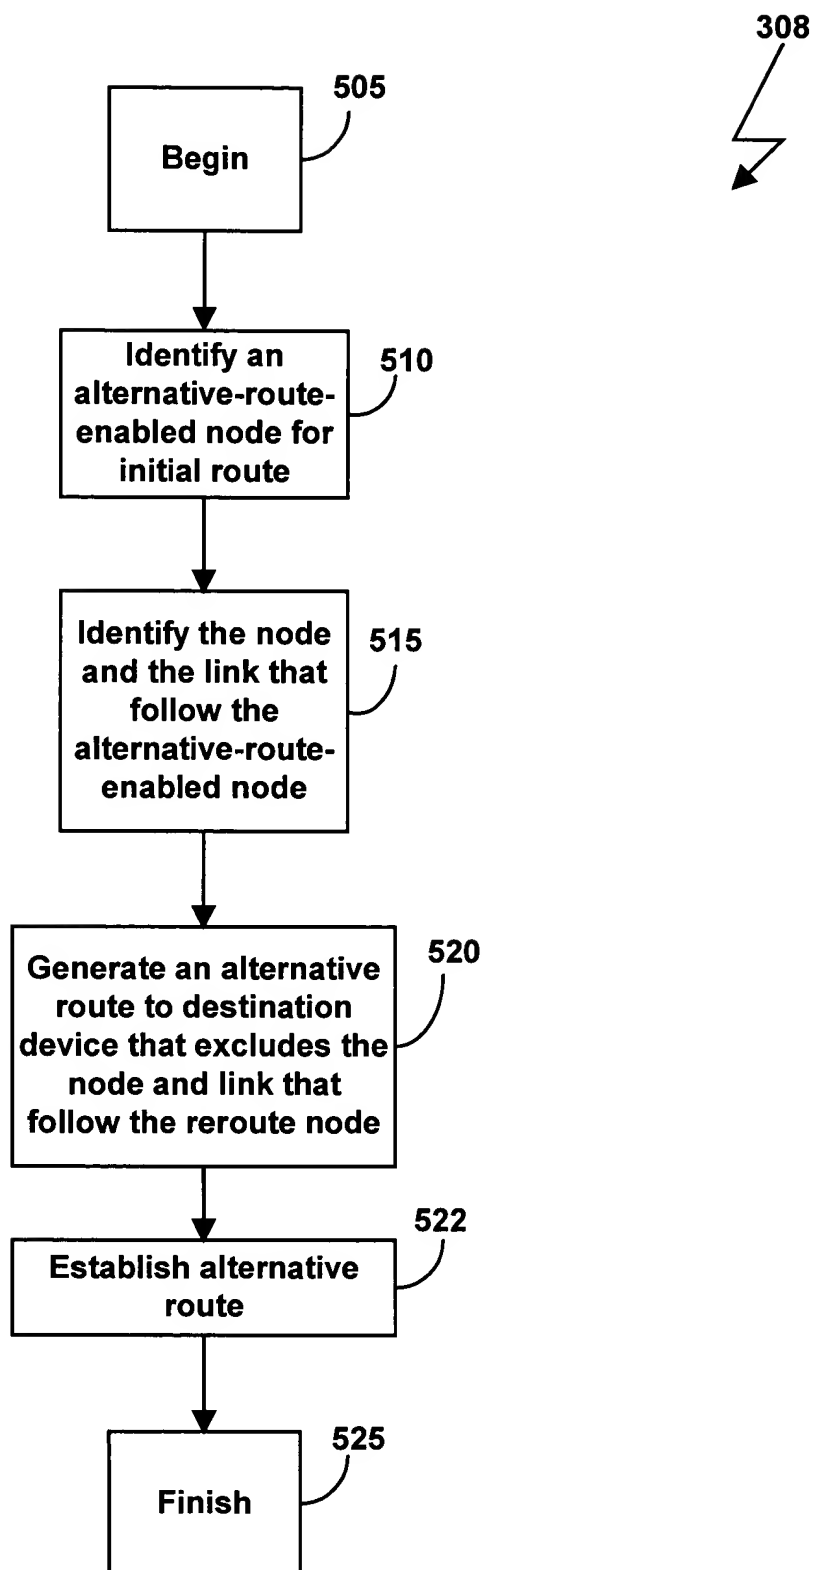 308
505
Begin
510
Identify an
alternative-route-
enabled node for
initial route
515
Identify the node
and the link that
follow the
alternative-route-
enabled node
520
Generate an alternative
route to destination
device that excludes the
node and link that
follow the reroute node
522
Establish alternative
route
525
Finish